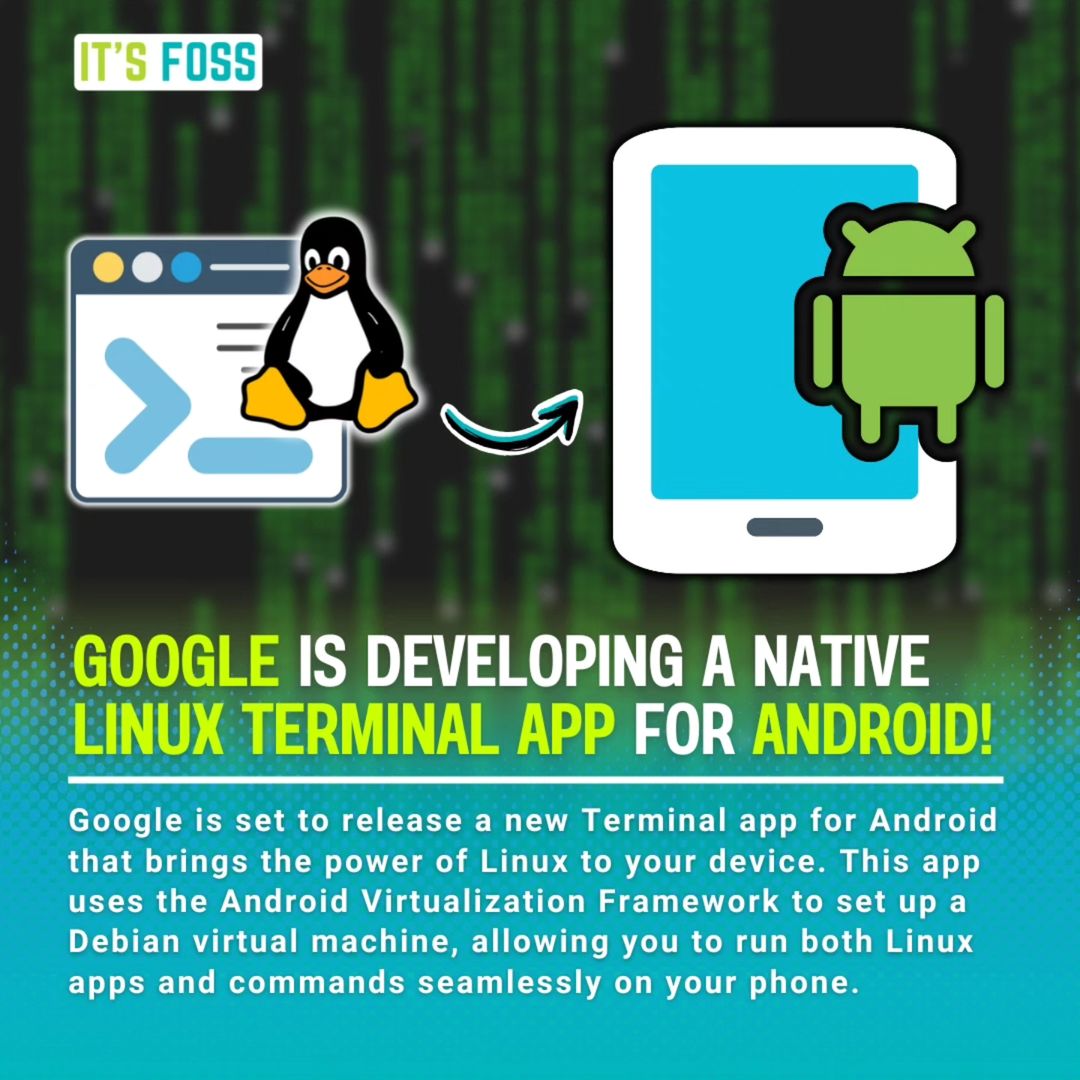 IT'S FOSS
GOOGLE IS DEVELOPING A NATIVE
LINUX TERMINAL APP FOR ANDROID!
Google is set to release a new Terminal app for Android
that brings the power of Linux to your device. This app
uses the Android Virtualization Framework to set up a
Debian virtual machine, allowing you to run both Linux
apps and commands seamlessly on your phone.